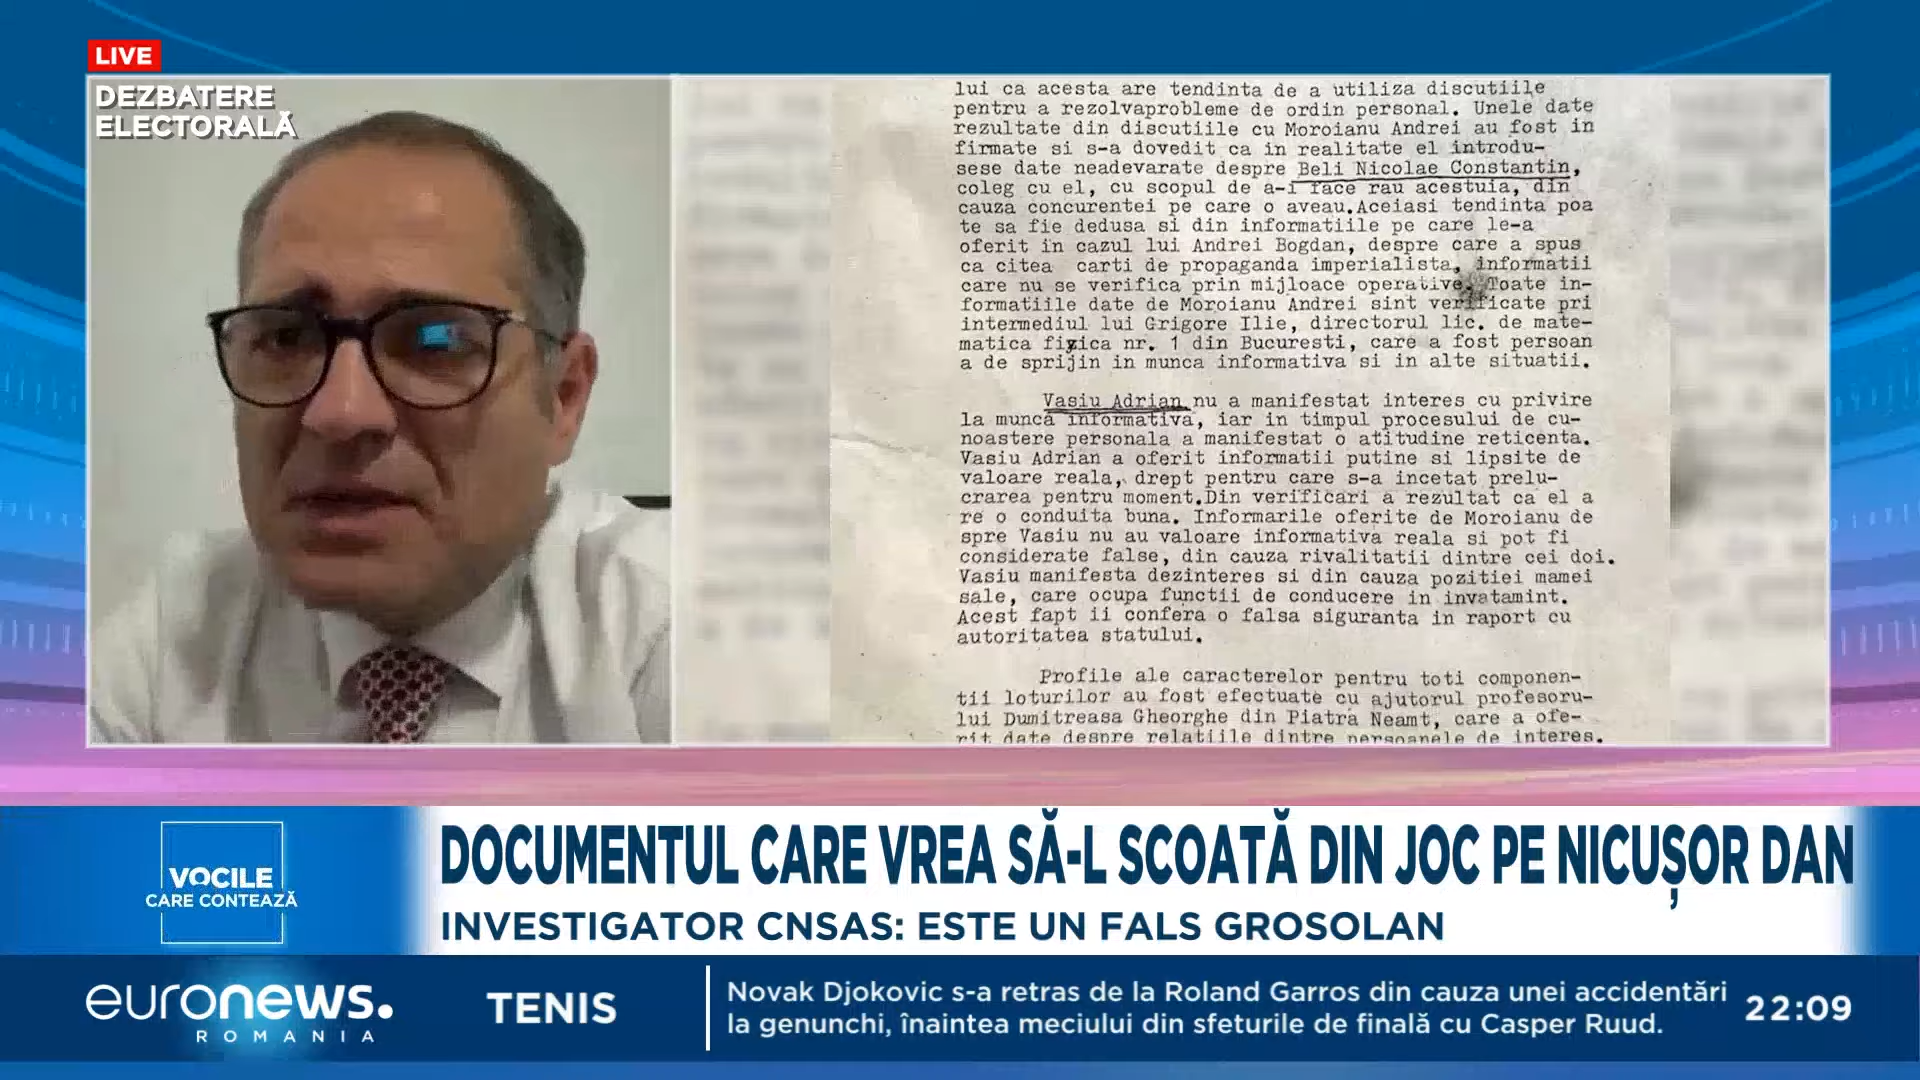 LIVE
DEZBATERE
ELECTORALĂ
lui ca acesta are tendinta de a utiliza discutiile
pentru a rezolvaprobleme de ordin personal. Unele date
rezultate din discutiile cu Moroianu Andrei au fost in
firmate si s-a dovedit ca in realitate el introdu-
sese date neadevarate despre Beli Nicolae Constantin,
coleg cu el, cu scopul de a-i face rau acestuia, din
cauza concurentei pe care o aveau.Aceiasi tendinta poa
te sa fie dedusa si din informatiile pe care le-a
oferit in cazul lui Andrei Bogdan, despre care a spus
ca citea carti de propaganda imperialista, informatii
care nu se verifica prin mijloace operative. Toate in-
formatiile date de Moroianu Andrei sint verificate pri
intermediul lui Grigore Ilie, directorul lic. de mate-
matica fizica nr. 1 din Bucuresti, care a fost persoan
a de sprijin in munca informativa si in alte situatii.
Vasiu Adrian nu a manifestat interes cu privire
la munca informativa, iar in timpul procesului de cu-
noastere personala a manifestat o atitudine reticenta.
Vasiu Adrian a oferit informatii putine si lipsite de
valoare reala, drept pentru care s-a incetat prelu-
crarea pentru moment.Din verificari a rezultat ca el a
re o conduita buna. Informarile oferite de Moroianu de
spre Vasiu nu au valoare informativa reala si pot fi
considerate false, din cauza rivalitatii dintre cei doi.
Vasiu manifesta dezinteres si din cauza pozitiei mamei
sale, care ocupa functii de conducere in invatamint.
Acest fapt ii confera o falsa siguranta in raport cu
autoritatea statului.
Profile ale caracterelor pentru toti componen-
tii loturilor au fost efectuate cu ajutorul profesoru-
lui Dumitreasa Gheorghe din Piatra Neamt, care a ofe-
rit date despre relatiile dintre persoanele de interes.
VOCILE
CARE CONTEAZĂ
DOCUMENTUL CARE VREA SĂ-L SCOATĂ DIN JOC PE NICUȘOR DAN
INVESTIGATOR CNSAS: ESTE UN FALS GROSOLAN
euronews.
ROMANIA
TENIS
Novak Djokovic s-a retras de la Roland Garros din cauza unei accidentări
la genunchi, înaintea meciului din sfeturile de finală cu Casper Ruud.
22:09